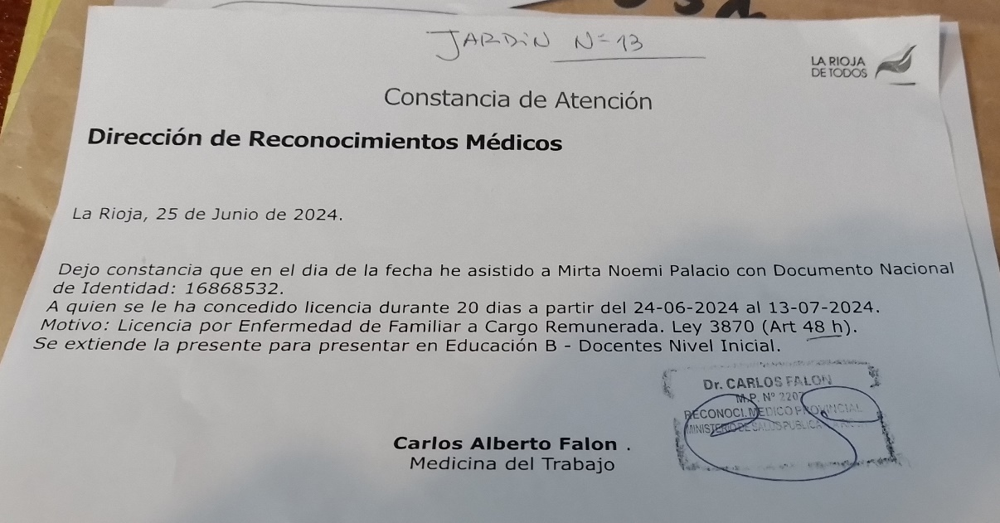 JARDIN N= 13
LA RIOJA
DE TODOS
Constancia de Atención
Dirección de Reconocimientos Médicos
La Rioja, 25 de Junio de 2024.
Dejo constancia que en el dia de la fecha he asistido a Mirta Noemi Palacio con Documento Nacional
de Identidad: 16868532.
A quien se le ha concedido licencia durante 20 dias a partir del 24-06-2024 al 13-07-2024.
Motivo: Licencia por Enfermedad de Familiar a Cargo Remunerada. Ley 3870 (Art 48 h).
Se extiende la presente para presentar en Educación B - Docentes Nivel Inicial.
Dr. CARLOS FALON
M.P. Nº 2207
RECONOCI. MEDICO PROVINCIAL
MINISTERIO DE SALUD PUBLICA
Carlos Alberto Falon .
Medicina del Trabajo